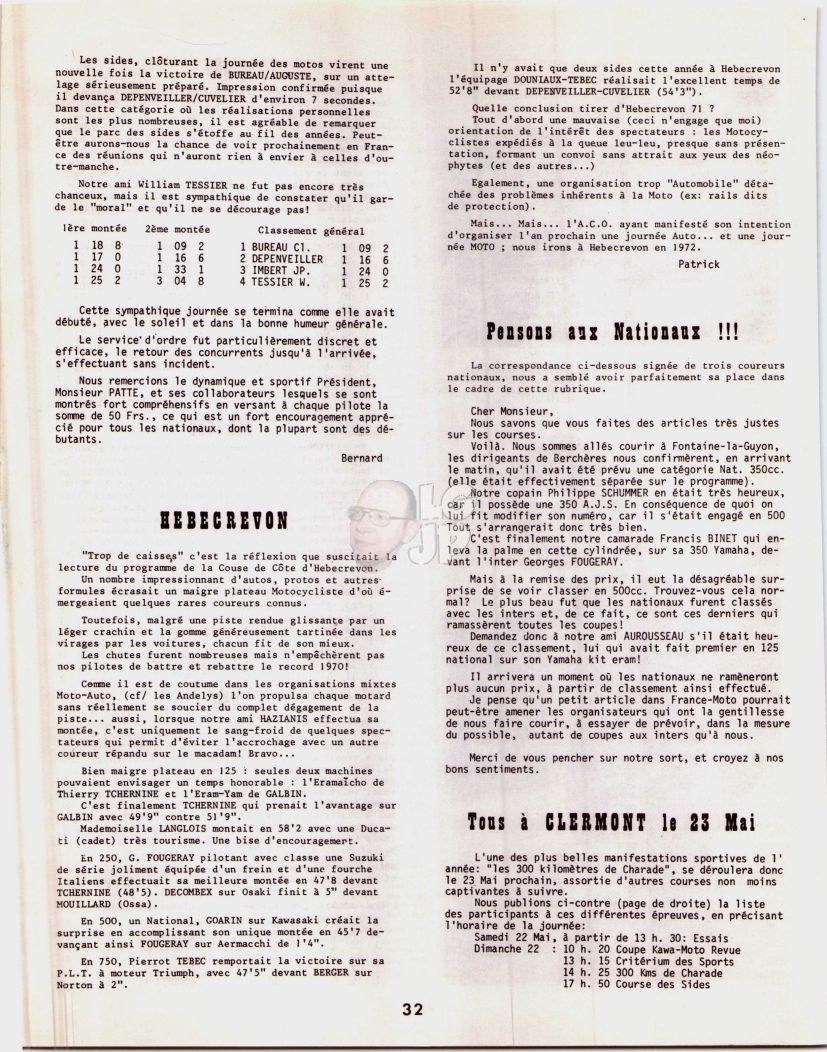 Les sides, clôturant la journée des motos virent une
nouvelle fois la victoire de BUREAU/AUGUSTE, sur un atte-
lage sérieusement préparé. Impression confirmée puisque
il devança DEPENVEILLER/CUVELIER d'environ 7 secondes.
Dans cette catégorie où les réalisations personnelles
sont les plus nombreuses, il est agréable de remarquer
que le parc des sides s'étoffe au fil des années. Peut-
être aurons-nous la chance de voir prochainement en Fran-
ce des réunions qui n'auront rien à envier à celles d'ou-
tre-manche.
Notre ami William TESSIER ne fut pas encore très
chanceux, mais il est sympathique de constater qu'il gar-
de le "moral" et qu'il ne se décourage pas!
1ère montée 2ème montée Classement général
1 18 8 1 09 2 1 BUREAU Cl. 1 09 2
1 17 0 1 16 6 2 DEPENVEILLER 1 16 6
1 24 0 1 33 1 3 IMBERT JP. 1 24 0
1 25 2 3 04 8 4 TESSIER W. 1 25 2
Cette sympathique journée se termina comme elle avait
débuté, avec le soleil et dans la bonne humeur générale.
Le service d'ordre fut particulièrement discret et
efficace, le retour des concurrents jusqu'à l'arrivée,
s'effectuant sans incident.
Nous remercions le dynamique et sportif Président,
Monsieur PATTE, et ses collaborateurs lesquels se sont
montrés fort compréhensifs en versant à chaque pilote la
somme de 50 Frs., ce qui est un fort encouragement appré-
cié pour tous les nationaux, dont la plupart sont des dé-
butants.
Bernard
HEBECREVON
"Trop de caisses" c'est la réflexion que suscitait la
lecture du programme de la Couse de Côte d'Hebecrevon.
Un nombre impressionnant d'autos, protos et autres
formules écrasait un maigre plateau Motocycliste d'où é-
mergeaient quelques rares coureurs connus.
Toutefois, malgré une piste rendue glissante par un
léger crachin et la gomme généreusement tartinée dans les
virages par les voitures, chacun fit de son mieux.
Les chutes furent nombreuses mais n'empêchèrent pas
nos pilotes de battre et rebattre le record 1970!
Comme il est de coutume dans les organisations mixtes
Moto-Auto, (cf/ les Andelys) l'on propulsa chaque motard
sans réellement se soucier du complet dégagement de la
piste... aussi, lorsque notre ami HAZIANIS effectua sa
montée, c'est uniquement le sang-froid de quelques spec-
tateurs qui permit d'éviter l'accrochage avec un autre
coureur répandu sur le macadam! Bravo...
Bien maigre plateau en 125 : seules deux machines
pouvaient envisager un temps honorable : l'EramaÏcho de
Thierry TCHERNINE et l'Eram-Yam de GALBIN.
C'est finalement TCHERNINE qui prenait l'avantage sur
GALBIN avec 49'9" contre 51'9".
Mademoiselle LANGLOIS montait en 58'2 avec une Duca-
ti (cadet) très tourisme. Une bise d'encouragement.
En 250, G. FOUGERAY pilotant avec classe une Suzuki
de série joliment équipée d'un frein et d'une fourche
Italiens effectuait sa meilleure montée en 47'8 devant
TCHERNINE (48'5). DECOMBEX sur Osaki finit à 5" devant
MOUILLARD (Ossa).
En 500, un National, GOARIN sur Kawasaki créait la
surprise en accomplissant son unique montée en 45'7 de-
vançant ainsi FOUGERAY sur Aermacchi de 1'4".
En 750, Pierrot TEBEC remportait la victoire sur sa
P.L.T. à moteur Triumph, avec 47'5" devant BERGER sur
Norton à 2".
Il n'y avait que deux sides cette année à Hebecrevon
l'équipage DOUNIAUX-TEBEC réalisait l'excellent temps de
52'8" devant DEPENVEILLER-CUVELIER (54'3").
Quelle conclusion tirer d'Hebecrevon 71 ?
Tout d'abord une mauvaise (ceci n'engage que moi)
orientation de l'intérêt des spectateurs : les Motocy-
clistes expédiés à la queue leu-leu, presque sans présen-
tation, formant un convoi sans attrait aux yeux des néo-
phytes (et des autres...)
Egalement, une organisation trop "Automobile" déta-
chée des problèmes inhérents à la Moto (ex: rails dits
de protection).
Mais... Mais... l'A.C.O. ayant manifesté son intention
d'organiser l'an prochain une journée Auto... et une jour-
née MOTO ; nous irons à Hebecrevon en 1972.
Patrick
Pensons aux Nationaux !!!
La correspondance ci-dessous signée de trois coureurs
nationaux, nous a semblé avoir parfaitement sa place dans
le cadre de cette rubrique.
Cher Monsieur,
Nous savons que vous faites des articles très justes
sur les courses.
Voilà. Nous sommes allés courir à Fontaine-la-Guyon,
les dirigeants de Berchères nous confirmèrent, en arrivant
le matin, qu'il avait été prévu une catégorie Nat. 350cc.
(elle était effectivement séparée sur le programme).
Notre copain Philippe SCHUMMER en était très heureux,
car il possède une 350 A.J.S. En conséquence de quoi on
lui fit modifier son numéro, car il s'était engagé en 500
Tout s'arrangerait donc très bien.
C'est finalement notre camarade Francis BINET qui en-
leva la palme en cette cylindrée, sur sa 350 Yamaha, de-
vant l'inter Georges FOUGERAY.
Mais à la remise des prix, il eut la désagréable sur-
prise de se voir classer en 500cc. Trouvez-vous cela nor-
mal? Le plus beau fut que les nationaux furent classés
avec les inters et, de ce fait, ce sont ces derniers qui
ramassèrent toutes les coupes!
Demandez donc à notre ami AUROUSSEAU s'il était heu-
reux de ce classement, lui qui avait fait premier en 125
national sur son Yamaha kit eram!
Il arrivera un moment où les nationaux ne ramèneront
plus aucun prix, à partir de classement ainsi effectué.
Je pense qu'un petit article dans France-Moto pourrait
peut-être amener les organisateurs qui ont la gentillesse
de nous faire courir, à essayer de prévoir, dans la mesure
du possible, autant de coupes aux inters qu'à nous.
Merci de vous pencher sur notre sort, et croyez à nos
bons sentiments.
Tous à CLERMONT le 23 Mai
L'une des plus belles manifestations sportives de l'
année: "les 300 kilomètres de Charade", se déroulera donc
le 23 Mai prochain, assortie d'autres courses non moins
captivantes à suivre.
Nous publions ci-contre (page de droite) la liste
des participants à ces différentes épreuves, en précisant
l'horaire de la journée:
Samedi 22 Mai, à partir de 13 h. 30: Essais
Dimanche 22 : 10 h. 20 Coupe Kawa-Moto Revue
13 h. 15 Critérium des Sports
14 h. 25 300 Kms de Charade
17 h. 50 Course des Sides
32
LC
JP